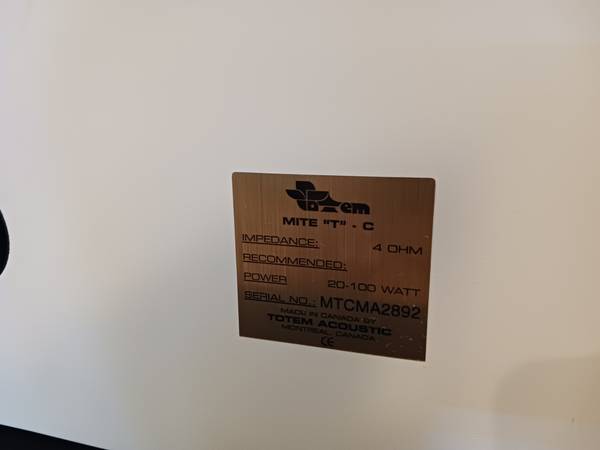 Totem
MITE "T" - C
IMPEDANCE: 4 OHM
RECOMMENDED:
POWER 20-100 WATT
SERIAL NO.: MTCMA2892
MADE IN CANADA BY
TOTEM ACOUSTIC
MONTREAL, CANADA
CE